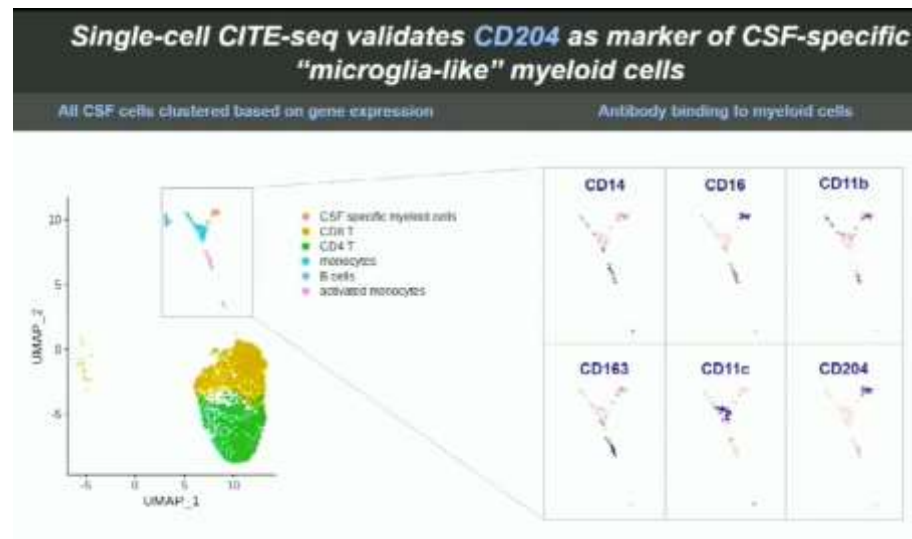 Single-cell CITE-seq validates CD204 as marker of CSF-specific
“microglia-like” myeloid cells
All CSF cells clustered based on gene expression
Antibody binding to myeloid cells
CSF specific myeloid cells
CD8 T
CD4 T
monocytes
B cells
activated monocytes
10
5
0
-5
UMAP_2
-5
0
5
10
UMAP_1
CD14
CD16
CD11b
CD163
CD11c
CD204